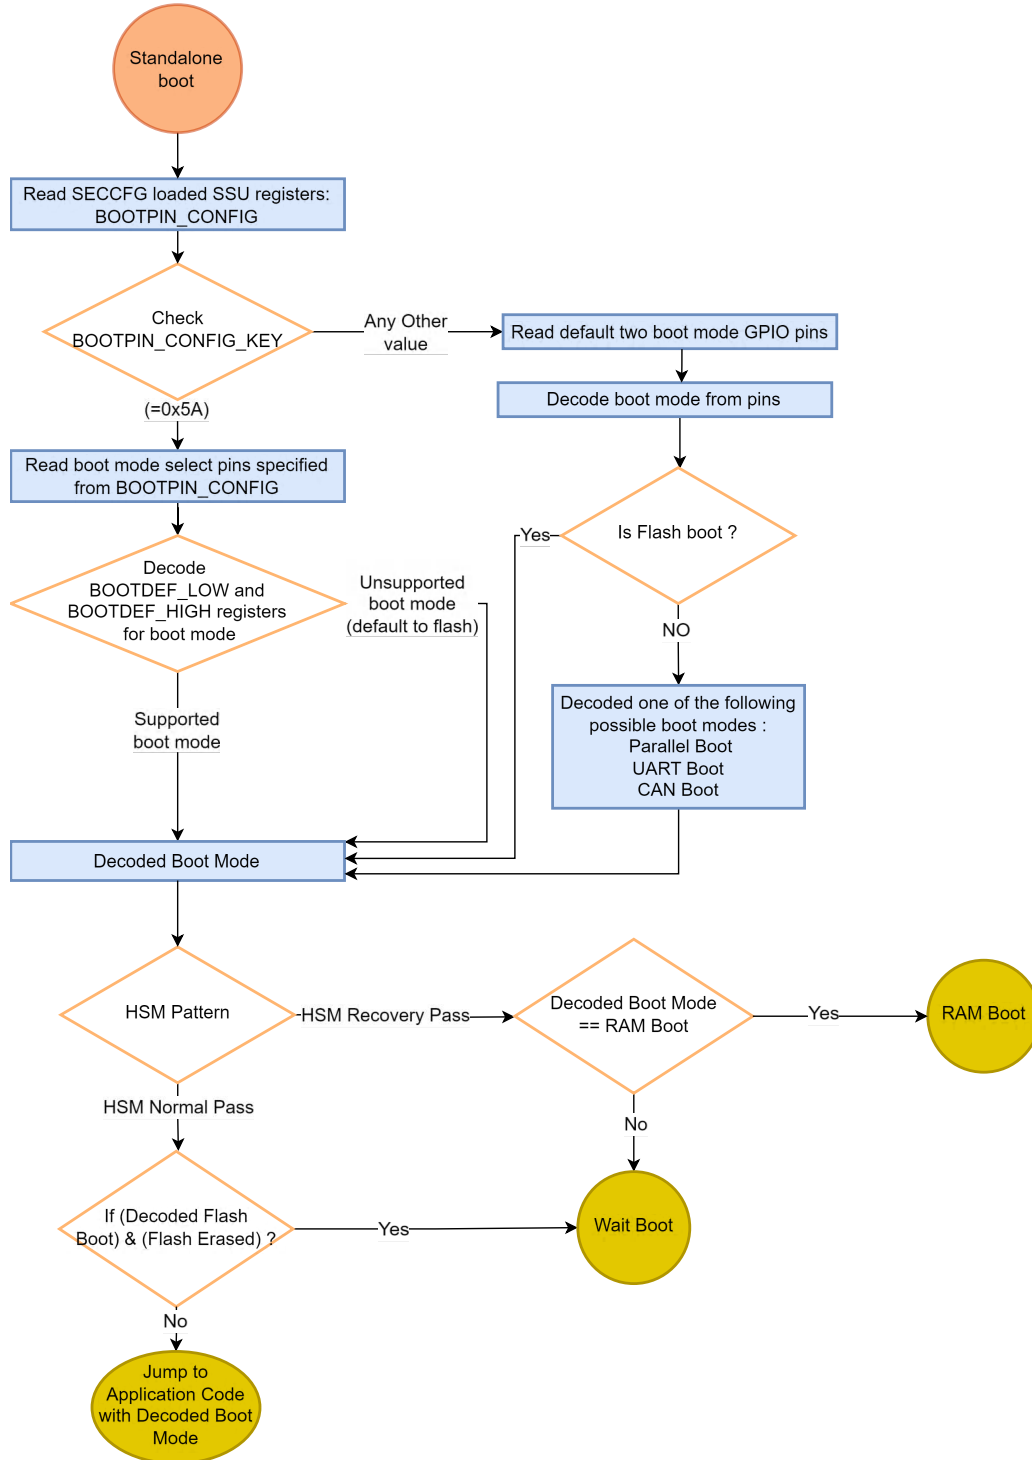 Standalone
boot
Read SECCFG loaded SSU registers:
BOOTPIN_CONFIG
Check
BOOTPIN_CONFIG_KEY
Any Other
value
Read default two boot mode GPIO pins
Decode boot mode from pins
(=0x5A)
Read boot mode select pins specified
from BOOTPIN_CONFIG
Is Flash boot ?
Yes
NO
Decode
BOOTDEF_LOW and
BOOTDEF_HIGH registers
for boot mode
Unsupported
boot mode
(default to flash)
Supported
boot mode
Decoded one of the following
possible boot modes :
Parallel Boot
UART Boot
CAN Boot
Decoded Boot Mode
HSM Pattern
HSM Recovery Pass
Decoded Boot Mode
== RAM Boot
Yes
RAM Boot
HSM Normal Pass
No
If (Decoded Flash
Boot) & (Flash Erased) ?
Yes
Wait Boot
No
Jump to
Application Code
with Decoded Boot
Mode